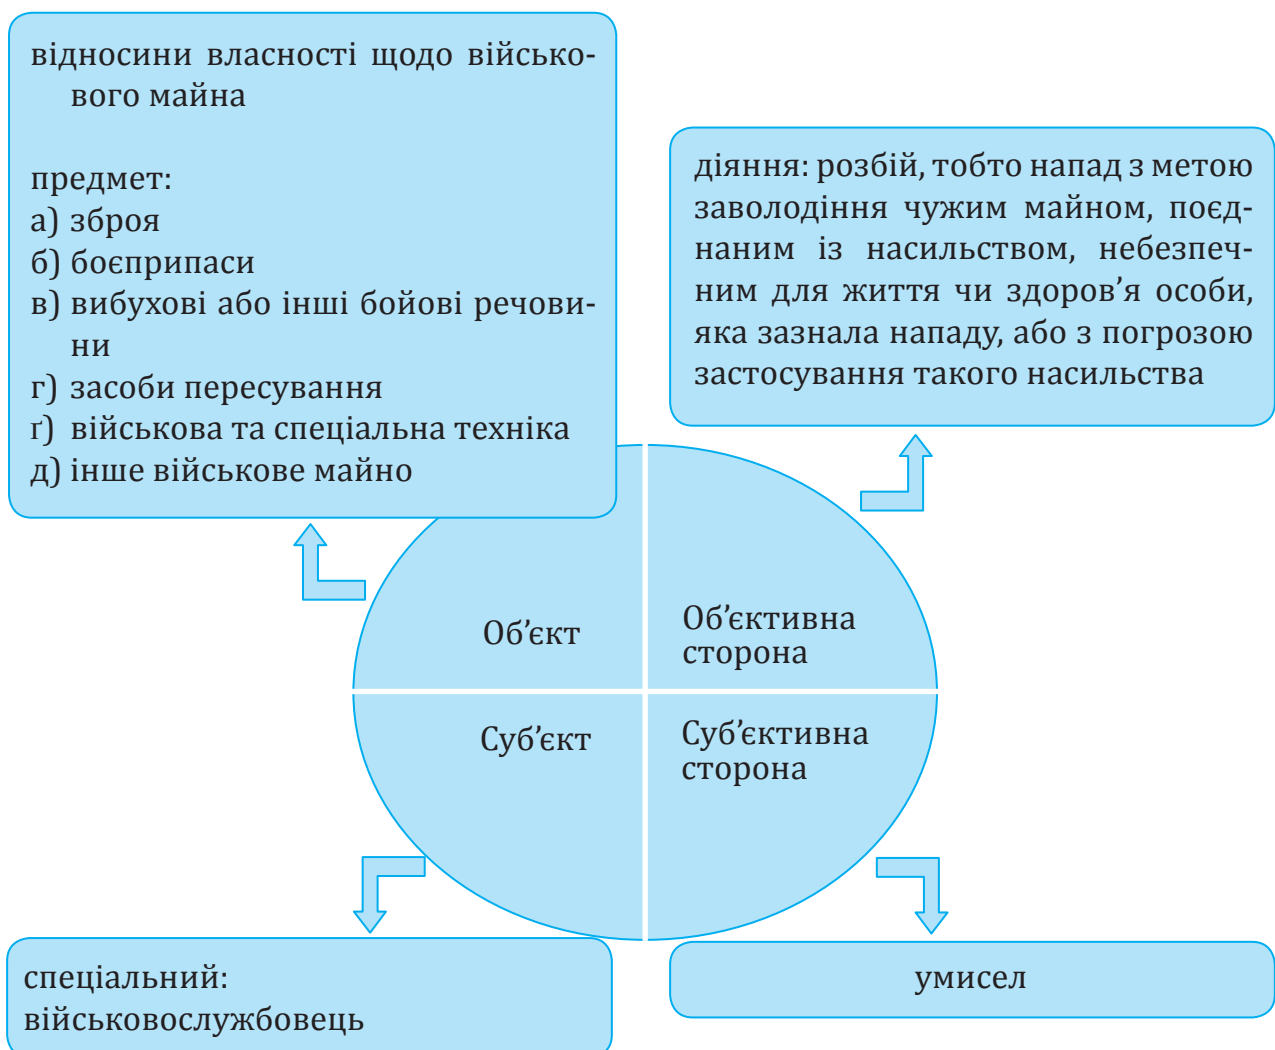 відносини власності щодо військо-
вого майна
предмет:
а) зброя
б) боєприпаси
в) вибухові або інші бойові речови-
ни
г) засоби пересування
ґ) військова та спеціальна техніка
д) інше військове майно
діяння: розбій, тобто напад з метою
заволодіння чужим майном, поєд-
наним із насильством, небезпеч-
ним для життя чи здоров’я особи,
яка зазнала нападу, або з погрозою
застосування такого насильства
Об’єкт
Об’єктивна
сторона
Суб’єкт
Суб’єктивна
сторона
спеціальний:
військовослужбовець
умисел